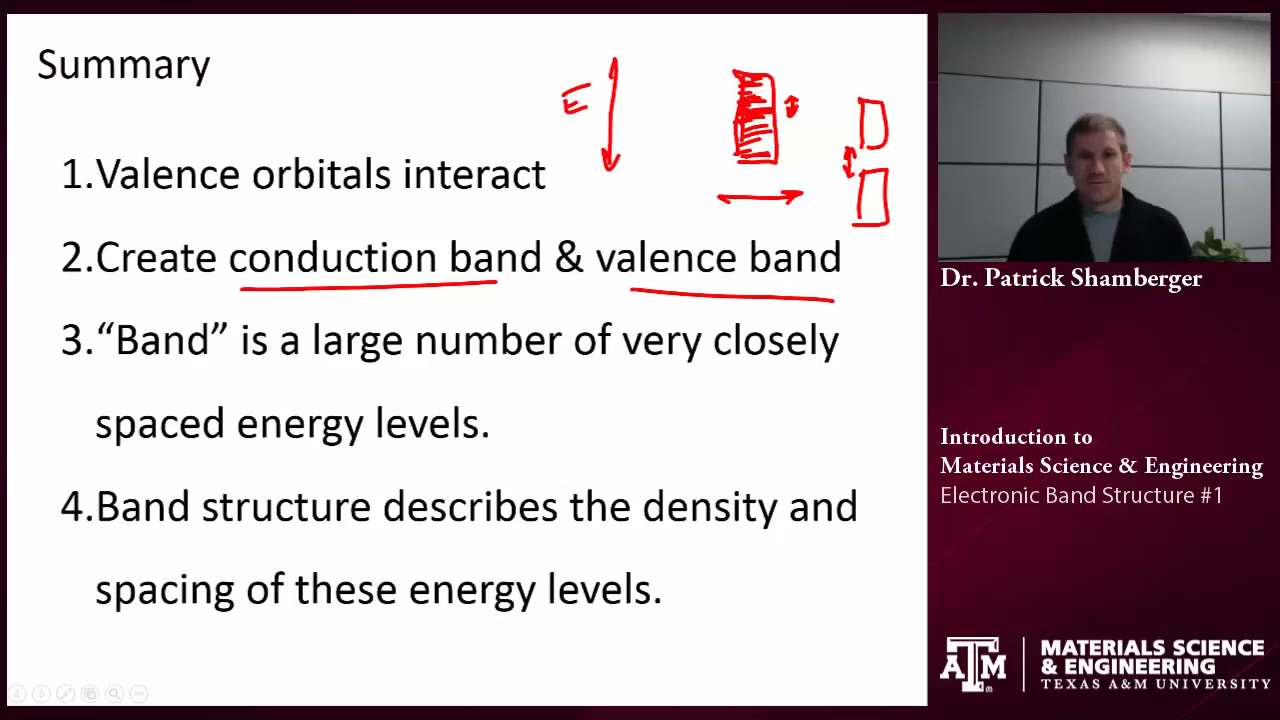 Summary
E
1.Valence orbitals interact
2.Create conduction band & valence band
3.“Band” is a large number of very closely
spaced energy levels.
4.Band structure describes the density and
spacing of these energy levels.
Dr. Patrick Shamberger
Introduction to
Materials Science & Engineering
Electronic Band Structure #1
ATM
MATERIALS SCIENCE
& ENGINEERING
TEXAS A&M UNIVERSITY